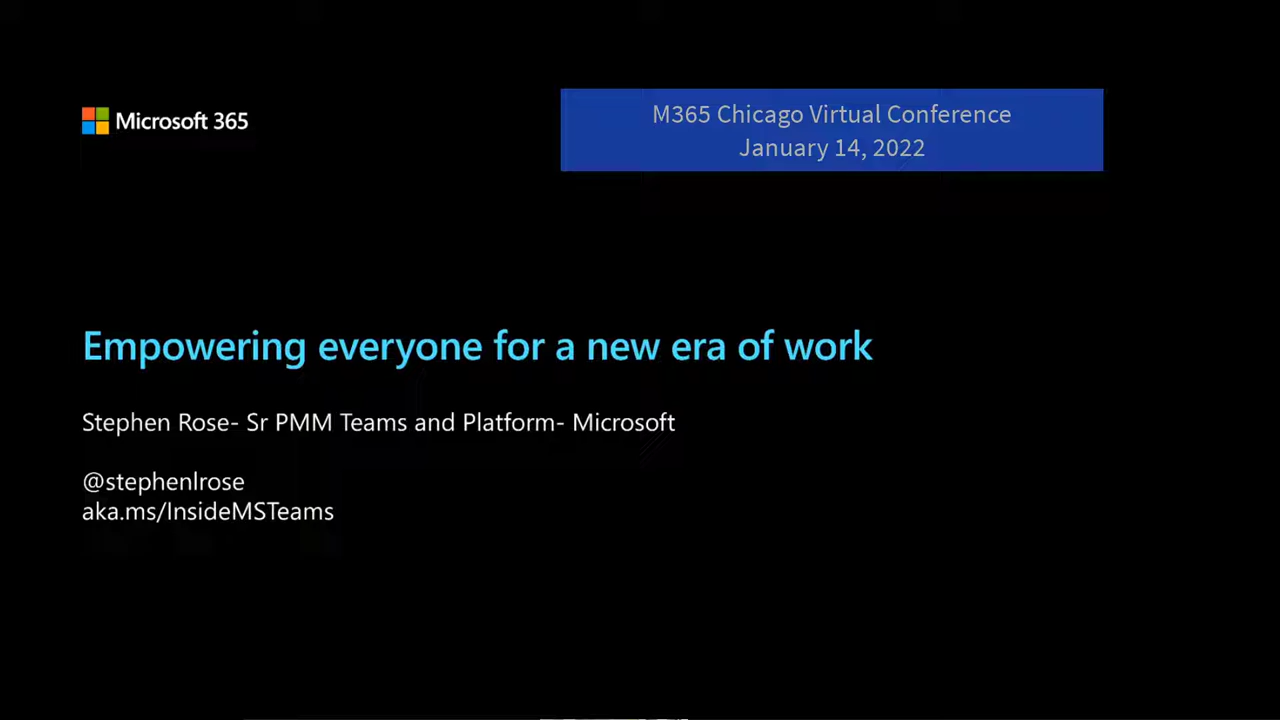 Microsoft 365
M365 Chicago Virtual Conference
January 14, 2022
Empowering everyone for a new era of work
Stephen Rose- Sr PMM Teams and Platform- Microsoft
@stephenlrose
aka.ms/InsideMSTeams